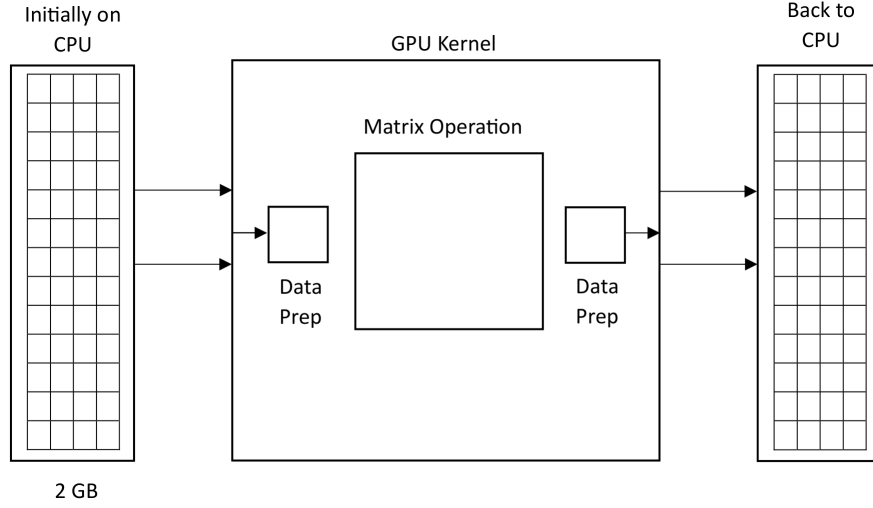 Initially on
CPU
GPU Kernel
Back to
CPU
Matrix Operation
Data
Prep
Data
Prep
2 GB